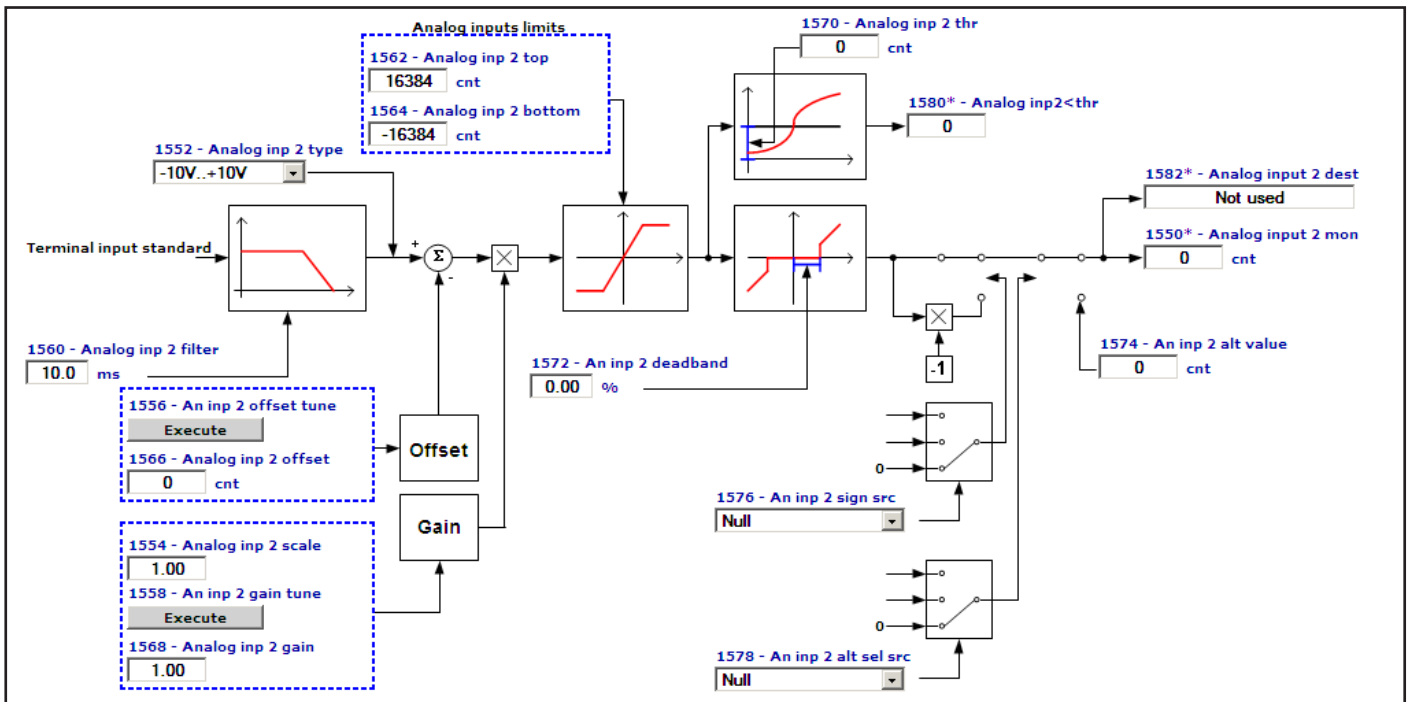 Analog inputs limits
1562 - Analog inp 2 top
16384 cnt
1564 - Analog inp 2 bottom
-16384 cnt
1570 - Analog inp 2 thr
0 cnt
1580* - Analog inp2<thr
0
1552 - Analog inp 2 type
-10V..+10V
1582* - Analog input 2 dest
Not used
1550* - Analog input 2 mon
0
cnt
Terminal input standard
+
Σ
-
×
1560 - Analog inp 2 filter
10.0 ms
1572 - An inp 2 deadband
0.00 %
×
-1
1574 - An inp 2 alt value
0
cnt
1556 - An inp 2 offset tune
Execute
1566 - Analog inp 2 offset
0 cnt
Offset
0
1576 - An inp 2 sign src
Null
Gain
1554 - Analog inp 2 scale
1.00
1558 - An inp 2 gain tune
Execute
1568 - Analog inp 2 gain
1.00
0
1578 - An inp 2 alt sel src
Null